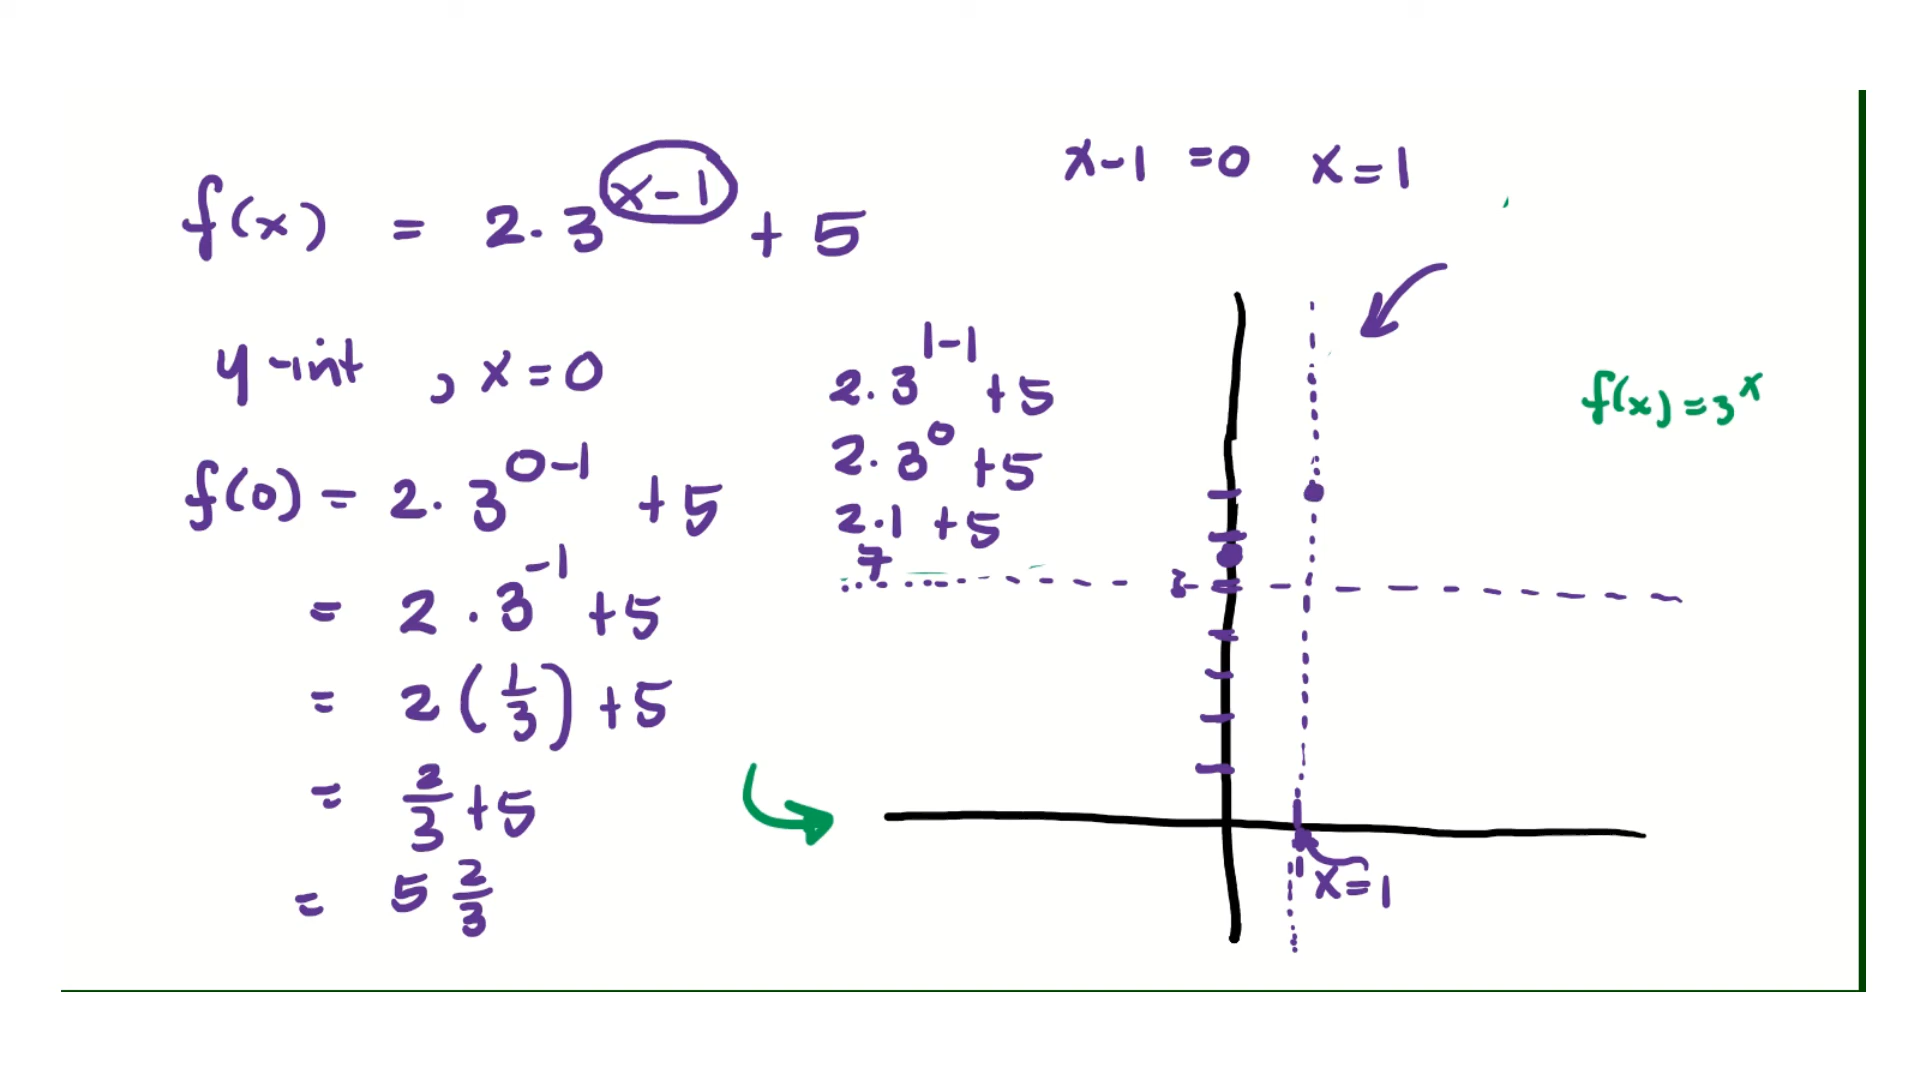 f(x) = 2·3^(x-1) + 5
x-1 =0 x=1
y-int, x=0
f(0) = 2·3^(0-1) +5
= 2·3^(-1) +5
= 2(1/3) +5
= 2/3 +5
= 5 2/3
2·3^(1-1) +5
2·3^0 +5
2·1 +5
7
f(x) = 3^x
x=1